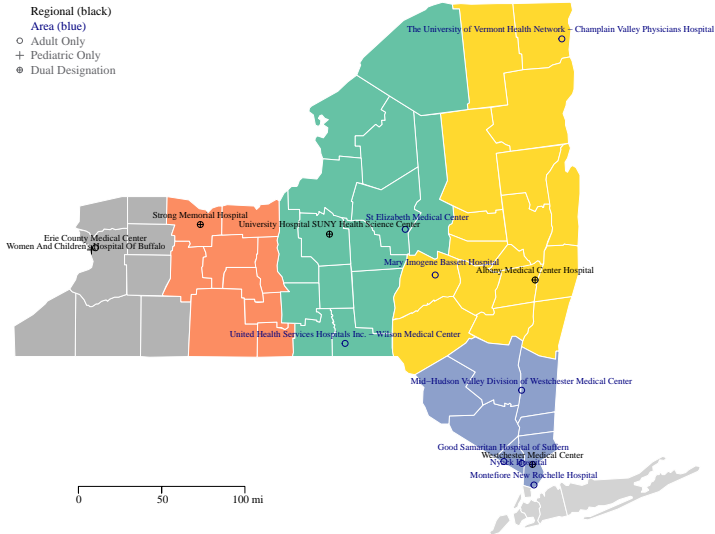 Regional (black)
Area (blue)
Adult Only
Pediatric Only
Dual Designation
The University of Vermont Health Network − Champlain Valley Physicians Hospital
Strong Memorial Hospital
St Elizabeth Medical Center
University Hospital SUNY Health Science Center
Erie County Medical Center
Women And Children's Hospital Of Buffalo
Mary Imogene Bassett Hospital
Albany Medical Center Hospital
United Health Services Hospitals Inc. − Wilson Medical Center
Mid−Hudson Valley Division of Westchester Medical Center
Good Samaritan Hospital of Suffern
Westchester Medical Center
Nyack Hospital
Montefiore New Rochelle Hospital
0 50 100 mi